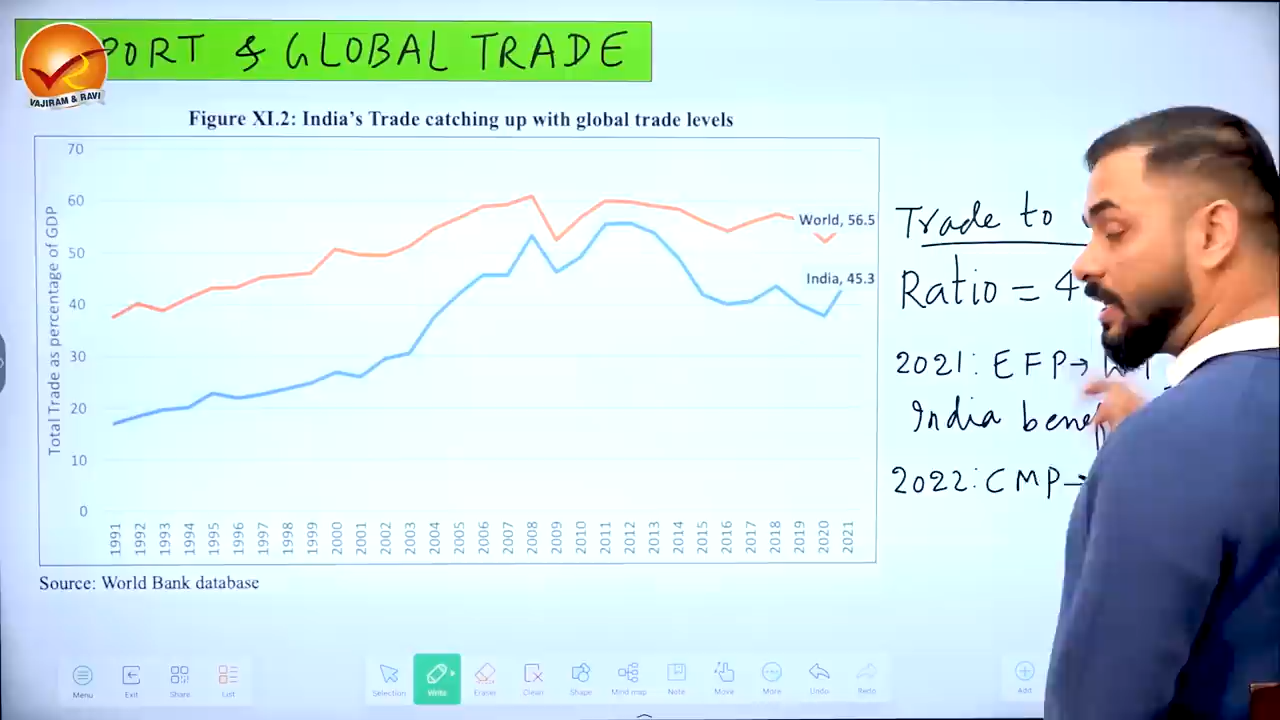 PORT & GLOBAL TRADE
VAJIRAM & RAVI
Figure XI.2: India's Trade catching up with global trade levels
Total Trade as percentage of GDP
70
60
50
40
30
20
10
0
World, 56.5
India, 45.3
1991 1992 1993 1994 1995 1996 1997 1998 1999 2000 2001 2002 2003 2004 2005 2006 2007 2008 2009 2010 2011 2012 2013 2014 2015 2016 2017 2018 2019 2020 2021
Source: World Bank database
Trade to
Ratio = 4
2021: EFP→
India
2022: CMP→
Menu Exit Share List Selection Write Eraser Clean Shape Mind map Note Move More Undo Redo Add